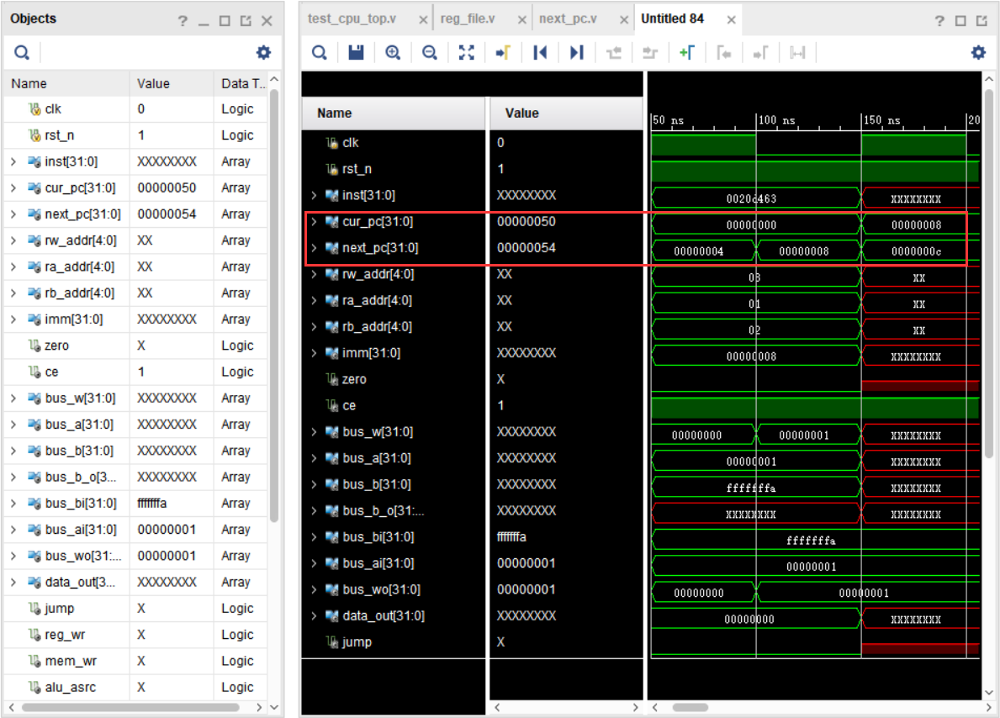 Objects
Name Value Data T...
clk 0 Logic
rst_n 1 Logic
inst[31:0] XXXXXXXX Array
cur_pc[31:0] 00000050 Array
next_pc[31:0] 00000054 Array
rw_addr[4:0] XX Array
ra_addr[4:0] XX Array
rb_addr[4:0] XX Array
imm[31:0] XXXXXXXX Array
zero X Logic
ce 1 Logic
bus_w[31:0] XXXXXXXX Array
bus_a[31:0] XXXXXXXX Array
bus_b[31:0] XXXXXXXX Array
bus_b_o[3... XXXXXXXX Array
bus_bi[31:0] fffffffa Array
bus_ai[31:0] 00000001 Array
bus_wo[31:... 00000001 Array
data_out[3... XXXXXXXX Array
jump X Logic
reg_wr X Logic
mem_wr X Logic
alu_asrc X Logic
test_cpu_top.v reg_file.v next_pc.v Untitled 84
Name Value
50 ns 100 ns 150 ns 20
clk 0
rst_n 1
inst[31:0] XXXXXXXX 0020d463 XXXXXXXX
cur_pc[31:0] 00000050 00000000 00000008
next_pc[31:0] 00000054 00000004 00000008 0000000c
rw_addr[4:0] XX 08 XX
ra_addr[4:0] XX 01 XX
rb_addr[4:0] XX 02 XX
imm[31:0] XXXXXXXX 00000008 XXXXXXXX
zero X
ce 1
bus_w[31:0] XXXXXXXX 00000000 00000001 XXXXXXXX
bus_a[31:0] XXXXXXXX 00000001 XXXXXXXX
bus_b[31:0] XXXXXXXX fffffffa XXXXXXXX
bus_b_o[31:... XXXXXXXX XXXXXXXX XXXXXXXX
bus_bi[31:0] fffffffa fffffffa
bus_ai[31:0] 00000001 00000001
bus_wo[31:0] 00000001 00000000 00000001
data_out[31:0] XXXXXXXX 00000000 XXXXXXXX
jump X